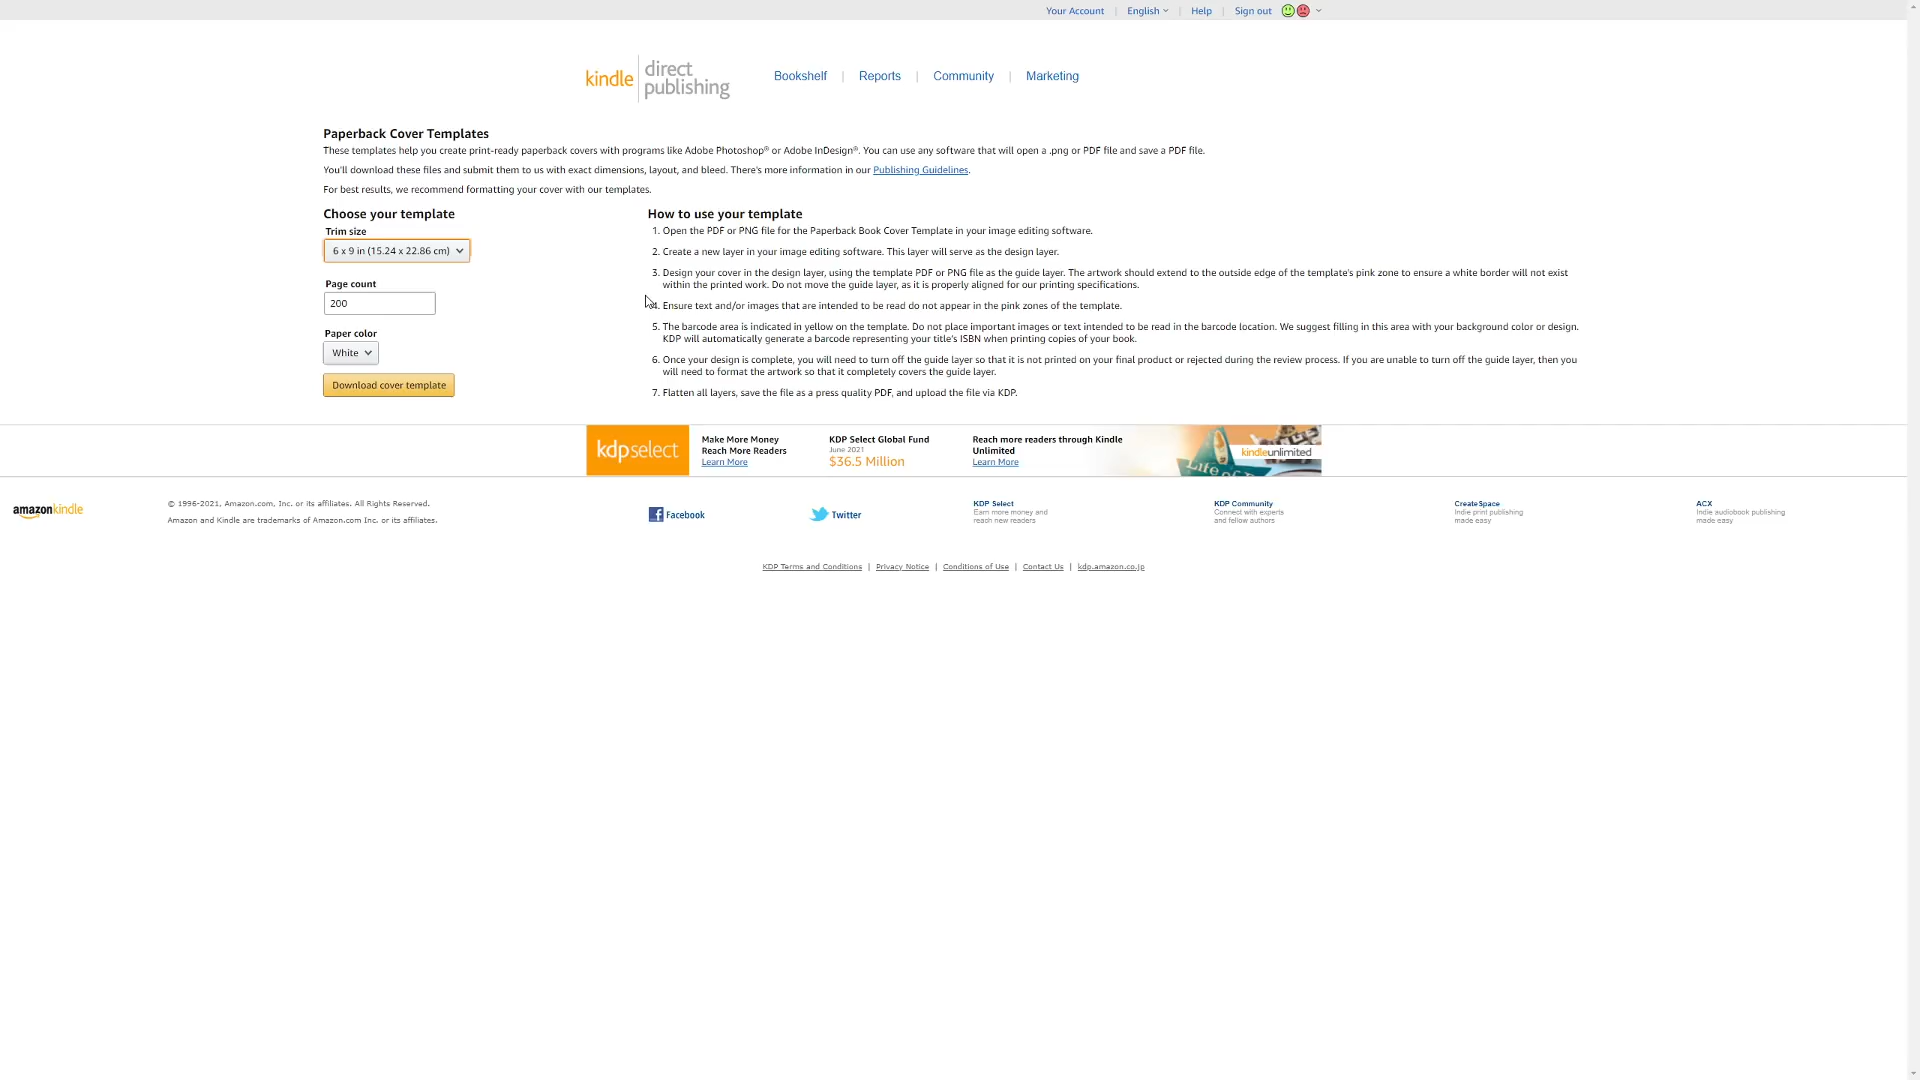 Your Account | English | Help | Sign out
kindle direct publishing
Bookshelf | Reports | Community | Marketing
Paperback Cover Templates
These templates help you create print-ready paperback covers with programs like Adobe Photoshop® or Adobe InDesign®. You can use any software that will open a .png or PDF file and save a PDF file.
You'll download these files and submit them to us with exact dimensions, layout, and bleed. There's more information in our Publishing Guidelines.
For best results, we recommend formatting your cover with our templates.
Choose your template
Trim size
6 x 9 in (15.24 x 22.86 cm)
Page count
200
Paper color
White
Download cover template
How to use your template
1. Open the PDF or PNG file for the Paperback Book Cover Template in your image editing software.
2. Create a new layer in your image editing software. This layer will serve as the design layer.
3. Design your cover in the design layer, using the template PDF or PNG file as the guide layer. The artwork should extend to the outside edge of the template's pink zone to ensure a white border will not exist
within the printed work. Do not move the guide layer, as it is properly aligned for our printing specifications.
4. Ensure text and/or images that are intended to be read do not appear in the pink zones of the template.
5. The barcode area is indicated in yellow on the template. Do not place important images or text intended to be read in the barcode location. We suggest filling in this area with your background color or design.
KDP will automatically generate a barcode representing your title's ISBN when printing copies of your book.
6. Once your design is complete, you will need to turn off the guide layer so that it is not printed on your final product or rejected during the review process. If you are unable to turn off the guide layer, then you
will need to format the artwork so that it completely covers the guide layer.
7. Flatten all layers, save the file as a press quality PDF, and upload the file via KDP.
kdpselect
Make More Money
Reach More Readers
Learn More
KDP Select Global Fund
June 2021
$36.5 Million
Reach more readers through Kindle
Unlimited
Learn More
Life of
kindleunlimited
amazonkindle
© 1996-2021, Amazon.com, Inc. or its affiliates. All Rights Reserved.
Amazon and Kindle are trademarks of Amazon.com Inc. or its affiliates.
Facebook
Twitter
KDP Select
Earn more money and
reach new readers
KDP Community
Connect with experts
and fellow authors
CreateSpace
Indie print publishing
made easy
ACX
Indie audiobook publishing
made easy
KDP Terms and Conditions | Privacy Notice | Conditions of Use | Contact Us | kdp.amazon.co.jp